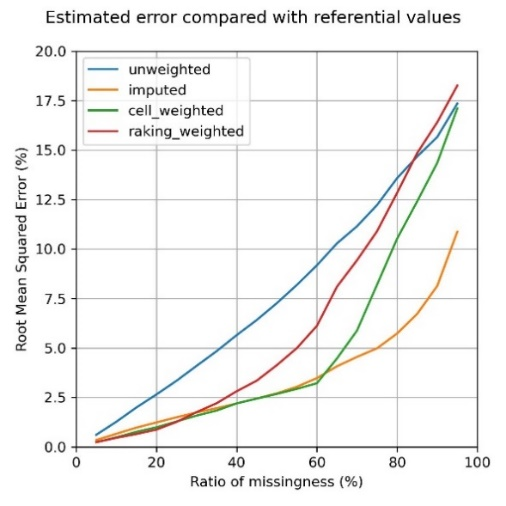 Estimated error compared with referential values
20.0
17.5
15.0
12.5
10.0
7.5
5.0
2.5
0.0
Root Mean Squared Error (%)
unweighted
imputed
cell_weighted
raking_weighted
0 20 40 60 80 100
Ratio of missingness (%)